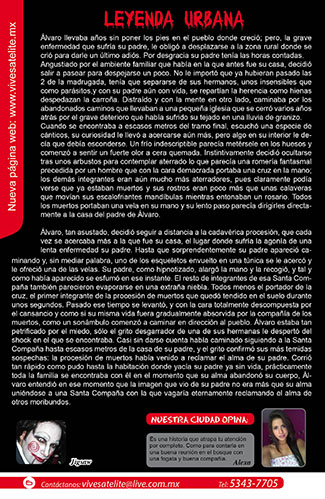 LEYENDA URBANA
Nueva página web: www.vivesatelite.mx
Álvaro llevaba años sin poner los pies en el pueblo donde creció; pero, la grave
enfermedad que sufría su padre, le obligó a desplazarse a la zona rural donde se
crió para darle un último adiós. Por desgracia su padre tenía las horas contadas.
Angustiado por el ambiente familiar que había en la que antes fue su casa, decidió
salir a pasear para despejarse un poco. No le importó que ya hubieran pasado las
2 de la madrugada, tenía que separarse de sus hermanos, unos insensibles que
como parásitos,y con su padre aún con vida, se repartían la herencia como hienas
despedazan la carroña. Distraído y con la mente en otro lado, caminaba por los
abandonados caminos que llevaban a una pequeña iglesia que se cerró varios años
atrás por el grave deterioro que había sufrido su tejado en una lluvia de granizo.
Cuando se encontraba a escasos metros del tramo final, escuchó una especie de
cánticos, su curiosidad le llevó a acercarse aún más, pero algo en su interior le de-
cía que debía esconderse. Un frío indescriptible parecía metérsele en los huesos y
comenzó a sentir un fuerte olor a cera quemada. Instintivamente decidió ocultarse
tras unos arbustos para contemplar aterrado lo que parecía una romería fantasmal
precedida por un hombre que con la cara demacrada portaba una cruz en la mano;
los demás integrantes eran aún mucho más aterradores, pues claramente podía
verse que ya estaban muertos y sus rostros eran poco más que unas calaveras
que movían sus escalofriantes mandíbulas mientras entonaban un rosario. Todos
los muertos portaban una vela en su mano y su lento paso parecía dirigirles directa-
mente a la casa del padre de Álvaro.
Álvaro, tan asustado, decidió seguir a distancia a la cadavérica procesión, que cada
vez se acercaba más a la que fue su casa, el lugar donde sufría la agonía de una
lenta enfermedad su padre. Hasta que sorprendentemente su padre apareció ca-
minando y, sin mediar palabra, uno de los esqueletos envuelto en una túnica se le acercó y
le ofreció una de las velas. Su padre, como hipnotizado, alargó la mano y la recogió, y tal y
como había aparecido se esfumó en ese instante. El resto de integrantes de esa Santa Com-
paña también parecieron evaporarse en una extraña niebla. Todos menos el portador de la
cruz, el primer integrante de la procesión de muertos que quedó tendido en el suelo durante
unos segundos. Pasado ese tiempo se levantó, y con la cara totalmente descompuesta por
el cansancio y como si su misma vida fuera gradualmente absorvida por la compañía de los
muertos, como un sonámbulo comenzó a caminar en dirección al pueblo. Álvaro estaba tan
petrificado por el miedo, sólo el grito desgarrador de una de sus hermanas le despertó del
shock en el que se encontraba. Casi sin darse cuenta había caminado siguiendo a la Santa
Compaña hasta escasos metros de la casa de su padre, y el grito confirmó sus más temidas
sospechas: la procesión de muertos había venido a reclamar el alma de su padre. Corrió
tan rápido como pudo hasta la habitación donde yacía su padre ya sin vida, prácticamente
toda la familia se encontraba con él en el momento que su alma abandonó su cuerpo, Ál-
varo entendió en ese momento que la imagen que vio de su padre no era más que su alma
uniéndose a una Santa Compaña con la que vagaría eternamente reclamando el alma de
otros moribundos.
Jigsaw
NUESTRA CIUDAD OPINA:
Es una historia que atrapa tu atención
por completo. Como para contarla en
una buena reunión en el bosque con
una fogata y buena compañía.
Contáctanos: vivesatelite@live.com.mx
Tel: 5343-7705